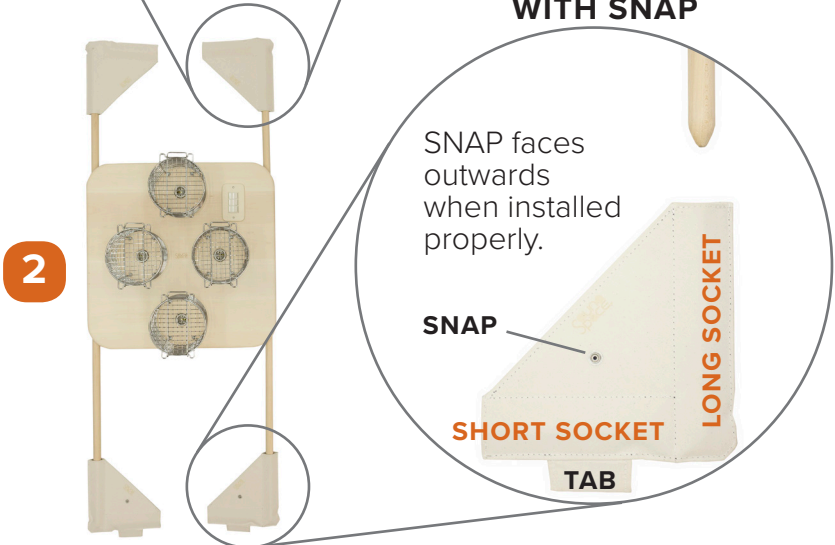 WITH SNAP
2
SNAP faces
outwards
when installed
properly.
SNAP
LONG SOCKET
SHORT SOCKET
TAB